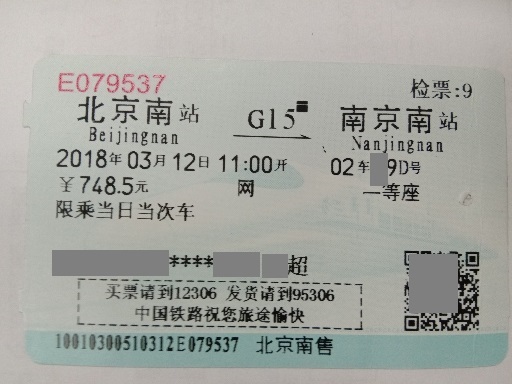 E079537 检票:9
北京南站 G15 南京南站
Beijingnan Nanjingnan
2018年03月12日 11:00开 02车 9D号
￥748.5元 网 一等座
限乘当日当次车
**** 超
买票请到12306 发货请到95306
中国铁路祝您旅途愉快
10010300510312E079537 北京南售